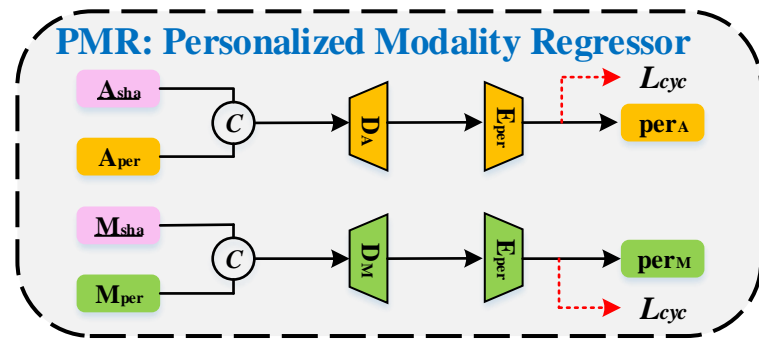 PMR: Personalized Modality Regressor
Asha
Aper
C
DA
Eper
Lcyc
perA
Msha
Mper
C
DM
Eper
perM
Lcyc